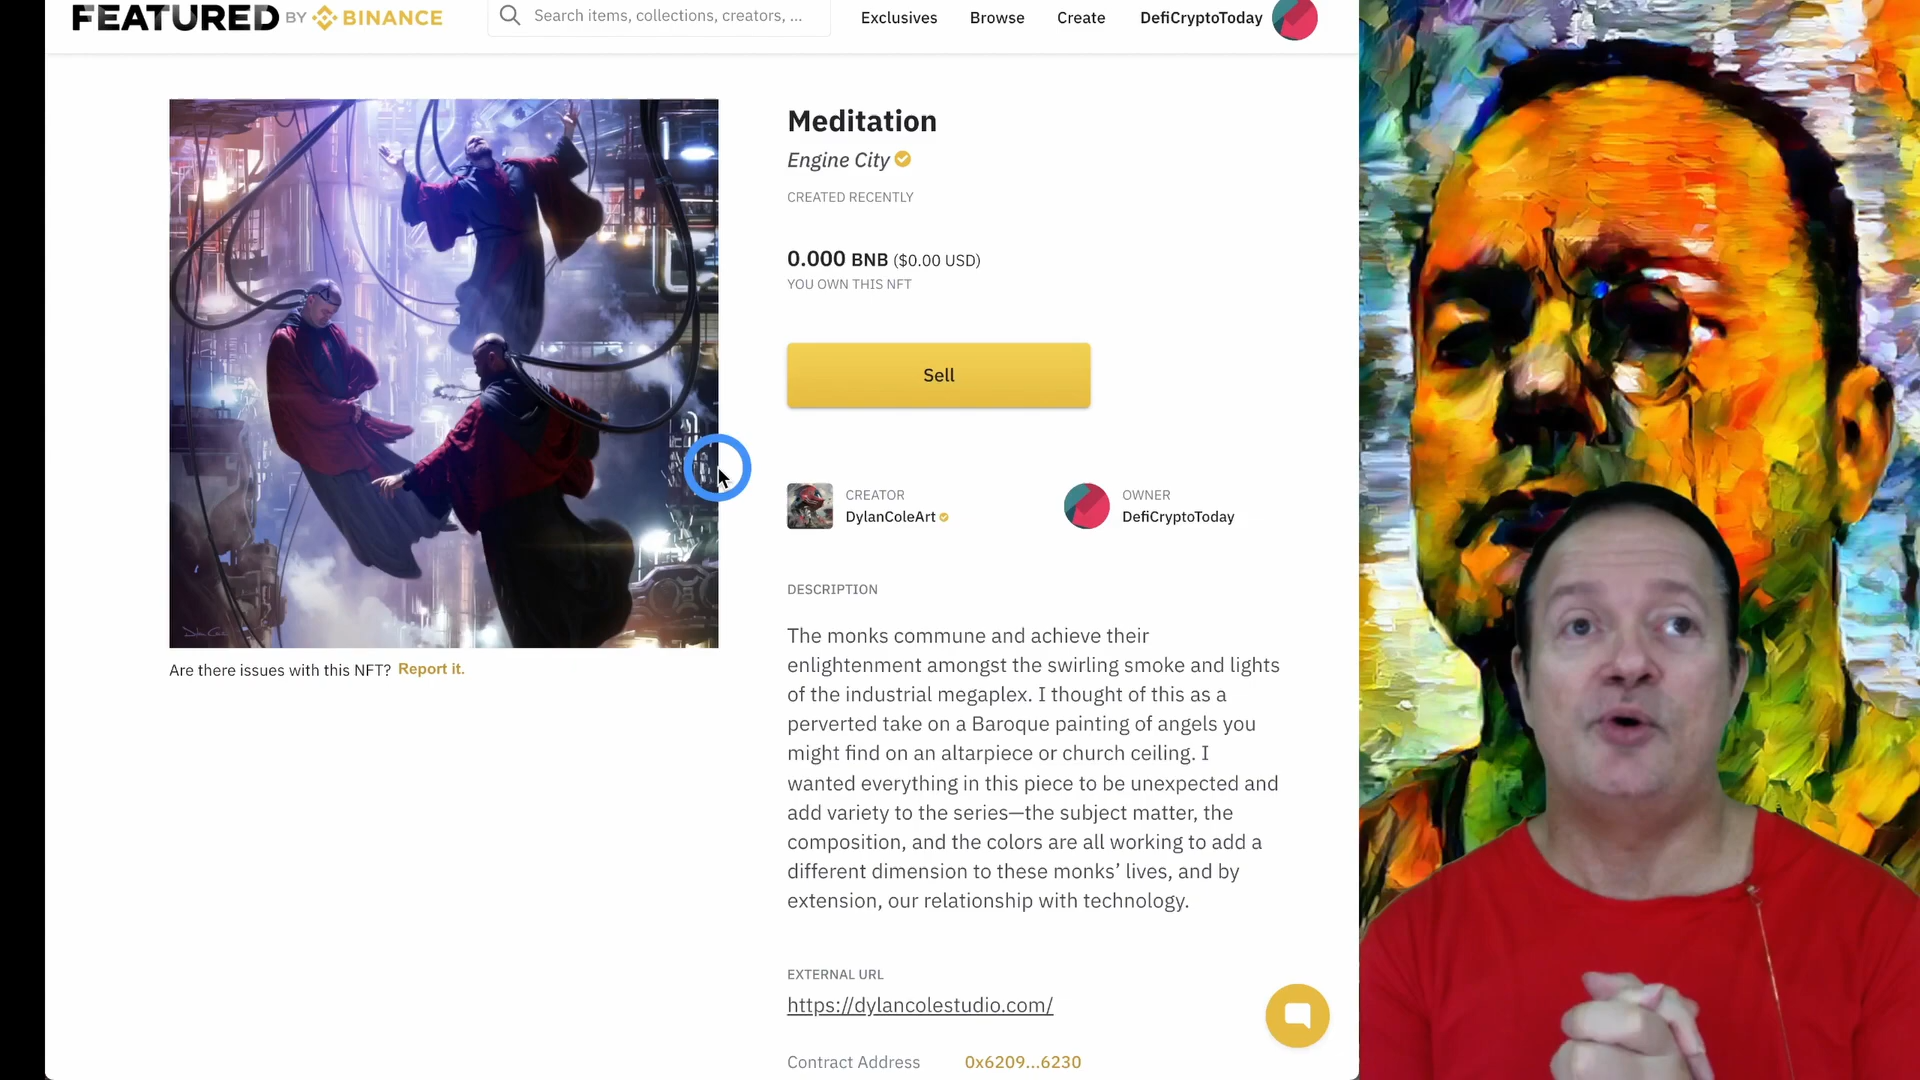 FEATURED BY BINANCE
Search items, collections, creators, ...
Exclusives
Browse
Create
DefiCryptoToday
Meditation
Engine City
CREATED RECENTLY
0.000 BNB ($0.00 USD)
YOU OWN THIS NFT
Sell
CREATOR
DylanColeArt
OWNER
DefiCryptoToday
DESCRIPTION
The monks commune and achieve their
enlightenment amongst the swirling smoke and lights
of the industrial megaplex. I thought of this as a
perverted take on a Baroque painting of angels you
might find on an altarpiece or church ceiling. I
wanted everything in this piece to be unexpected and
add variety to the series—the subject matter, the
composition, and the colors are all working to add a
different dimension to these monks’ lives, and by
extension, our relationship with technology.
EXTERNAL URL
https://dylancolestudio.com/
Contract Address
0x6209...6230
Are there issues with this NFT? Report it.